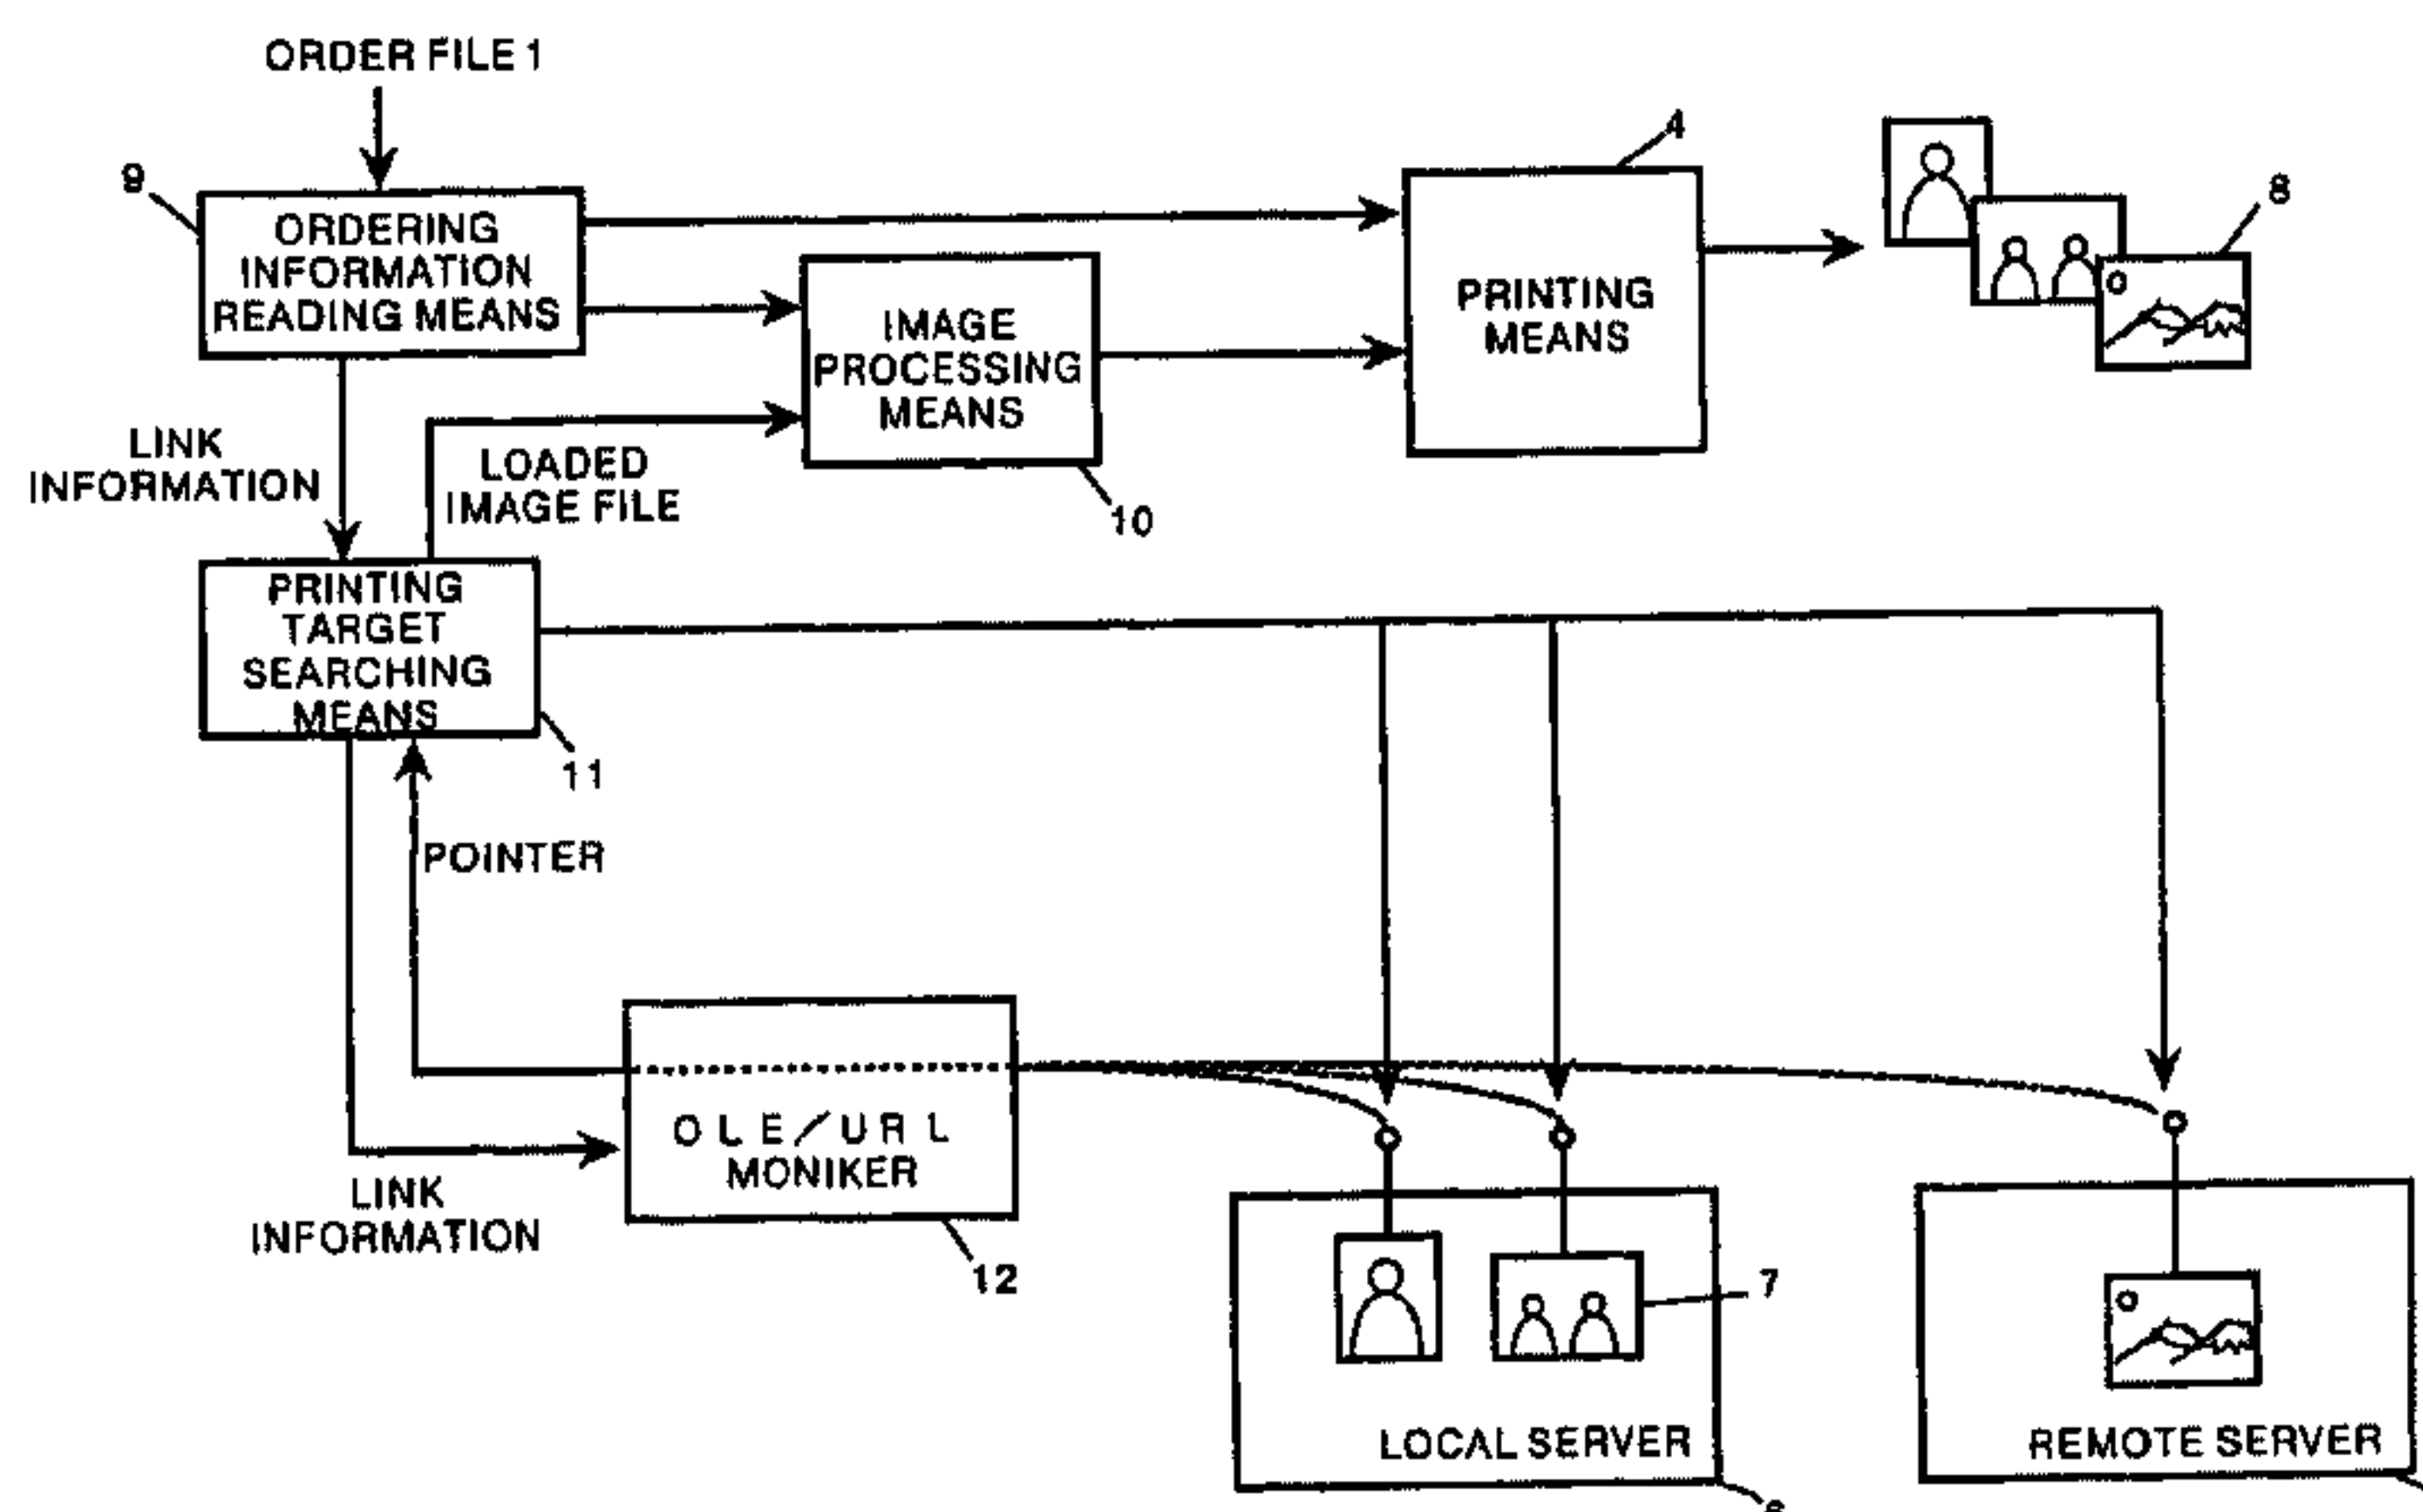 ORDER FILE 1
9
ORDERING
INFORMATION
READING MEANS
4
PRINTING
MEANS
8
IMAGE
PROCESSING
MEANS
10
LINK
INFORMATION
LOADED
IMAGE FILE
PRINTING
TARGET
SEARCHING
MEANS
11
POINTER
OLE/URL
MONIKER
12
LINK
INFORMATION
7
LOCAL SERVER
REMOTE SERVER